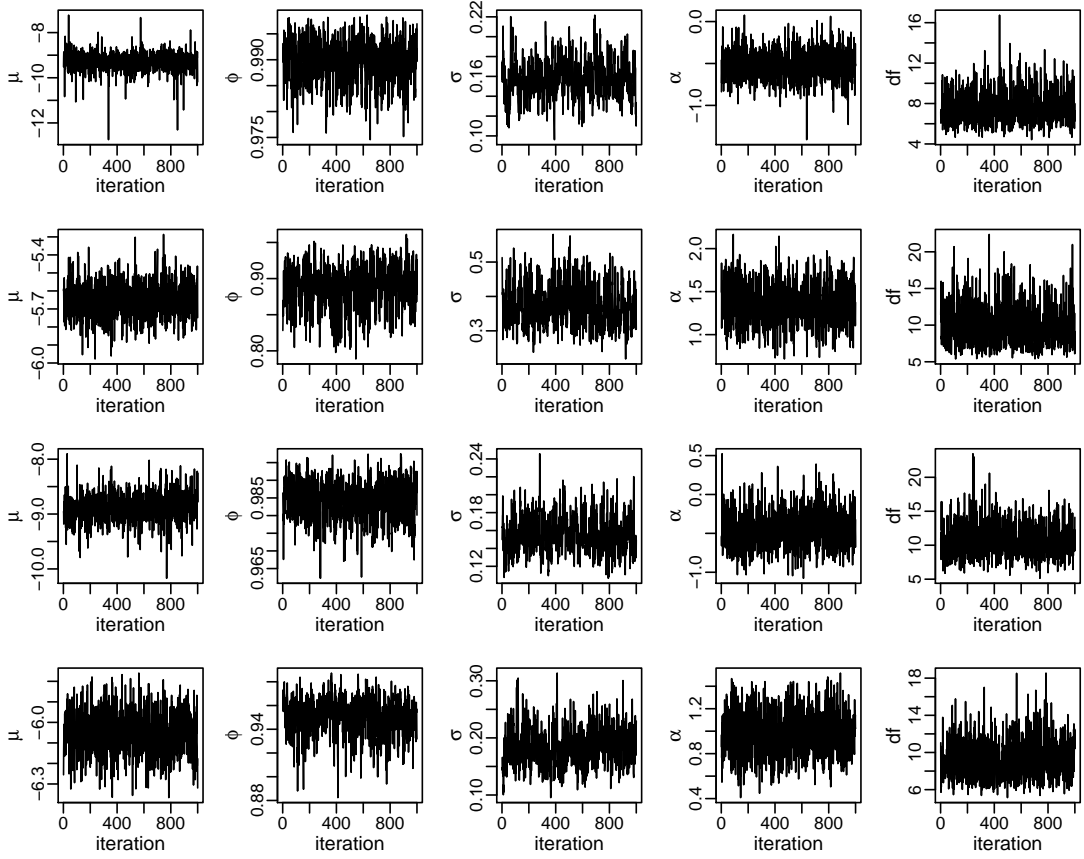 μ
−12 −10 −8
0 400 800
iteration
ϕ
0.975 0.990
0 400 800
iteration
σ
0.10 0.16 0.22
0 400 800
iteration
α
−1.0 0.0
0 400 800
iteration
df
4 8 12 16
0 400 800
iteration
μ
−6.0 −5.7 −5.4
0 400 800
iteration
ϕ
0.80 0.90
0 400 800
iteration
σ
0.3 0.5
0 400 800
iteration
α
1.0 1.5 2.0
0 400 800
iteration
df
5 10 15 20
0 400 800
iteration
μ
−10.0 −9.0 −8.0
0 400 800
iteration
ϕ
0.965 0.985
0 400 800
iteration
σ
0.12 0.18 0.24
0 400 800
iteration
α
−1.0 0.0 0.5
0 400 800
iteration
df
5 10 15 20
0 400 800
iteration
μ
−6.3 −6.0
0 400 800
iteration
ϕ
0.88 0.94
0 400 800
iteration
σ
0.10 0.20 0.30
0 400 800
iteration
α
0.4 0.8 1.2
0 400 800
iteration
df
6 10 14 18
0 400 800
iteration